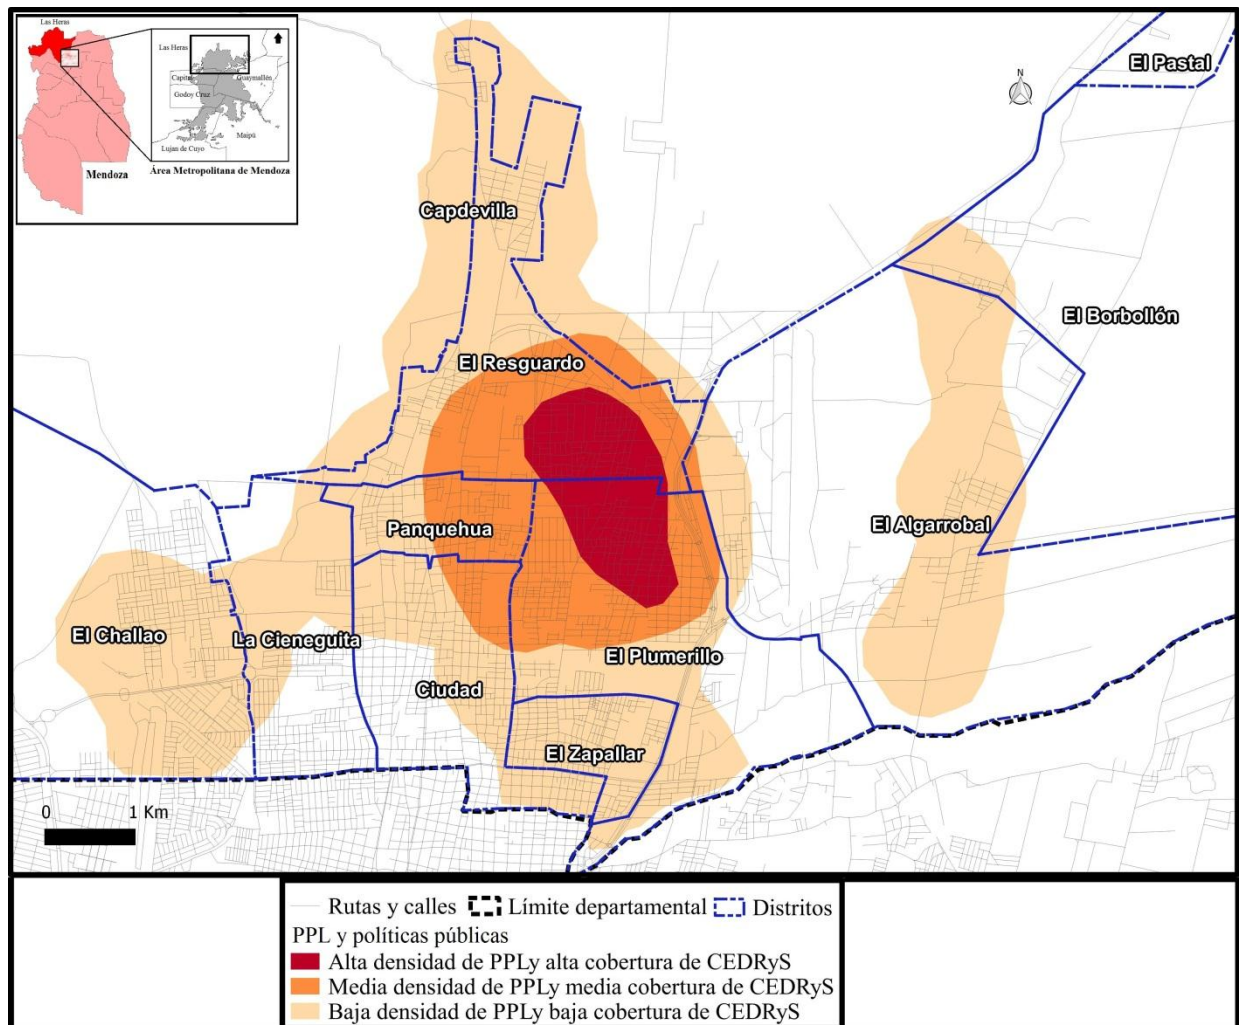 Las Heras
Mendoza
Las Heras
Capital
Guaymallén
Godoy Cruz
Maipú
Lujan de Cuyo
Área Metropolitana de Mendoza
N
El Pastal
Capdevilla
El Borbollón
El Resguardo
Panquehua
El Algarrobal
El Challao
La Cieneguita
El Plumerillo
Ciudad
El Zapallar
0 1 Km
Rutas y calles Límite departamental Distritos
PPL y políticas públicas
Alta densidad de PPLy alta cobertura de CEDRyS
Media densidad de PPLy media cobertura de CEDRyS
Baja densidad de PPLy baja cobertura de CEDRyS